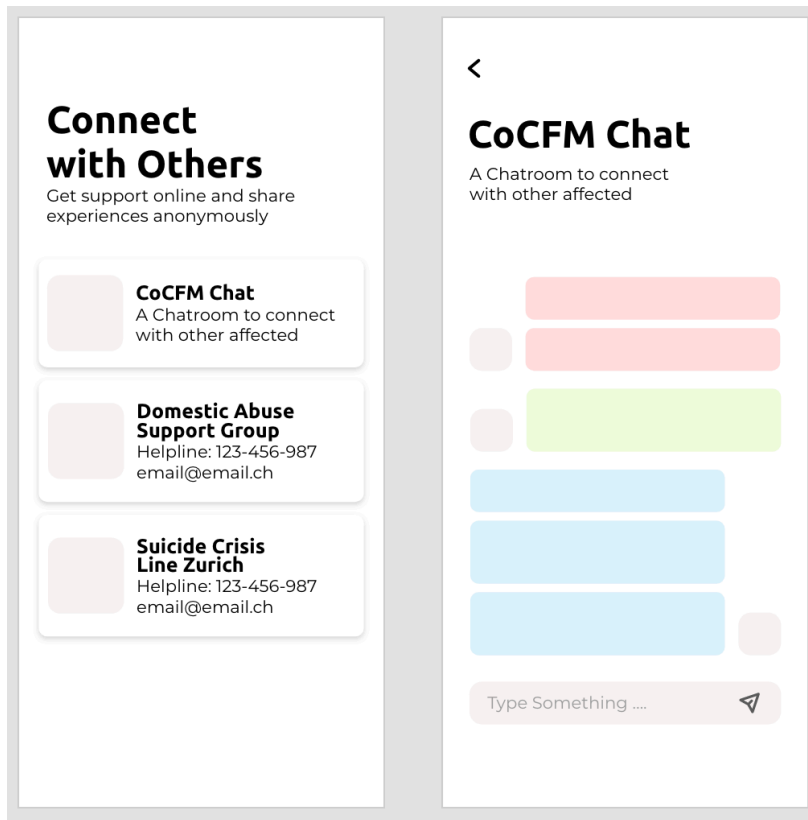 Connect
with Others
Get support online and share
experiences anonymously
CoCFM Chat
A Chatroom to connect
with other affected
Domestic Abuse
Support Group
Helpline: 123-456-987
email@email.ch
Suicide Crisis
Line Zurich
Helpline: 123-456-987
email@email.ch
CoCFM Chat
A Chatroom to connect
with other affected
Type Something ....